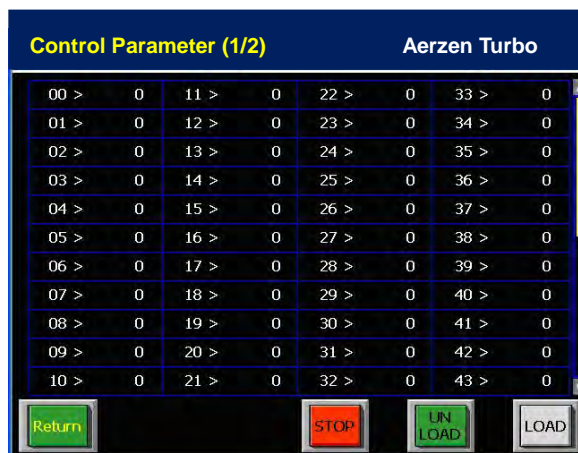 Control Parameter (1/2) Aerzen Turbo
00 > 0 11 > 0 22 > 0 33 > 0
01 > 0 12 > 0 23 > 0 34 > 0
02 > 0 13 > 0 24 > 0 35 > 0
03 > 0 14 > 0 25 > 0 36 > 0
04 > 0 15 > 0 26 > 0 37 > 0
05 > 0 16 > 0 27 > 0 38 > 0
06 > 0 17 > 0 28 > 0 39 > 0
07 > 0 18 > 0 29 > 0 40 > 0
08 > 0 19 > 0 30 > 0 41 > 0
09 > 0 20 > 0 31 > 0 42 > 0
10 > 0 21 > 0 32 > 0 43 > 0
Return STOP UN LOAD LOAD